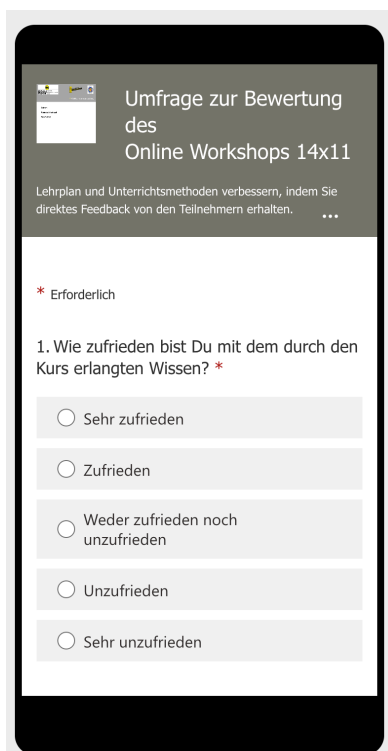 Umfrage zur Bewertung
des
Online Workshops 14x11
Lehrplan und Unterrichtsmethoden verbessern, indem Sie
direktes Feedback von den Teilnehmern erhalten.
* Erforderlich
1. Wie zufrieden bist Du mit dem durch den
Kurs erlangten Wissen? *
Sehr zufrieden
Zufrieden
Weder zufrieden noch
unzufrieden
Unzufrieden
Sehr unzufrieden